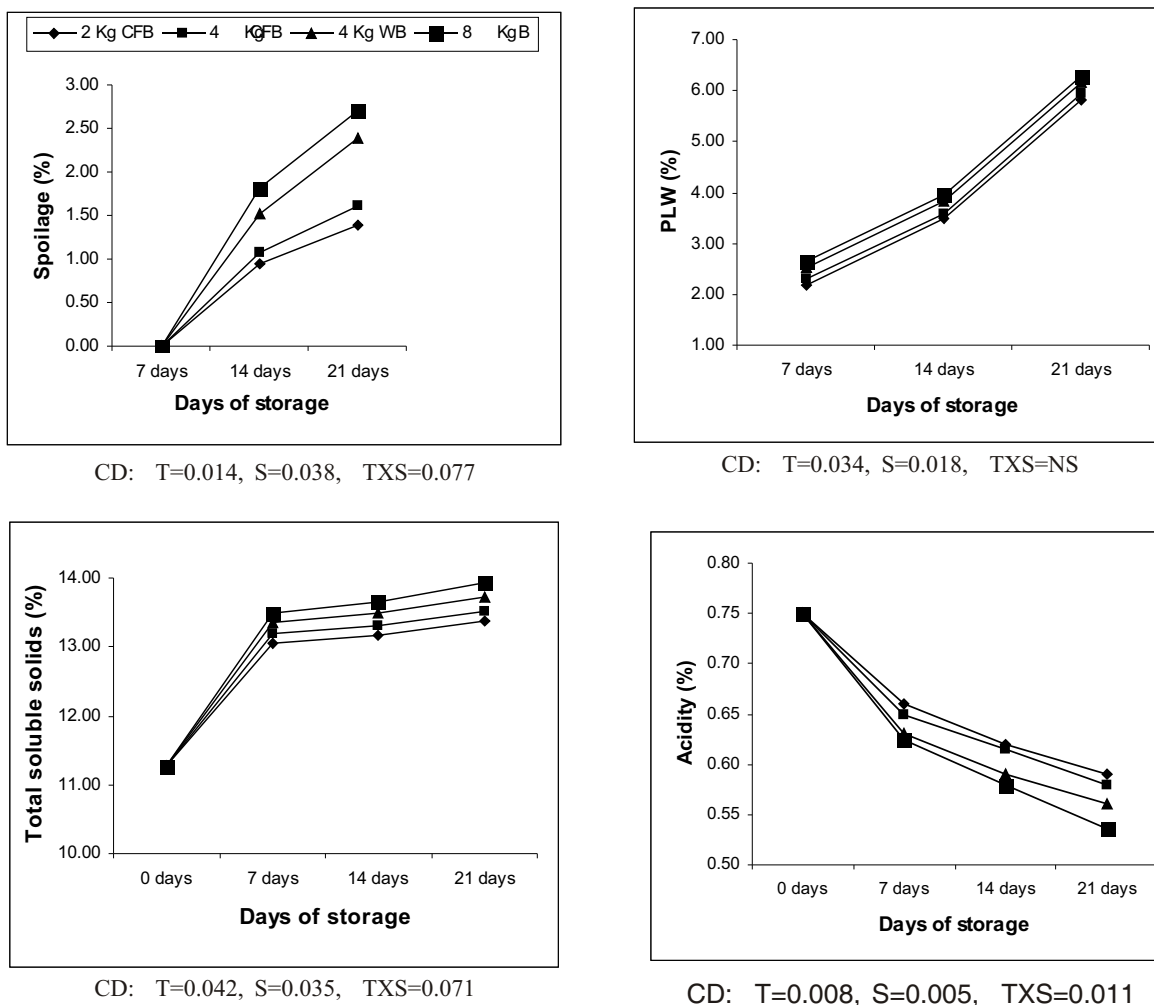 2 Kg CFB 4 Kg CFB 4 Kg WB 8 Kg B
3.00
2.50
2.00
1.50
1.00
0.50
0.00
Spoilage (%)
7 days 14 days 21 days
Days of storage
CD: T=0.014, S=0.038, TXS=0.077
7.00
6.00
5.00
4.00
3.00
2.00
1.00
PLW (%)
7 days 14 days 21 days
Days of storage
CD: T=0.034, S=0.018, TXS=NS
14.00
13.00
12.00
11.00
10.00
Total soluble solids (%)
0 days 7 days 14 days 21 days
Days of storage
CD: T=0.042, S=0.035, TXS=0.071
0.80
0.75
0.70
0.65
0.60
0.55
0.50
Acidity (%)
0 days 7 days 14 days 21 days
Days of storage
CD: T=0.008, S=0.005, TXS=0.011